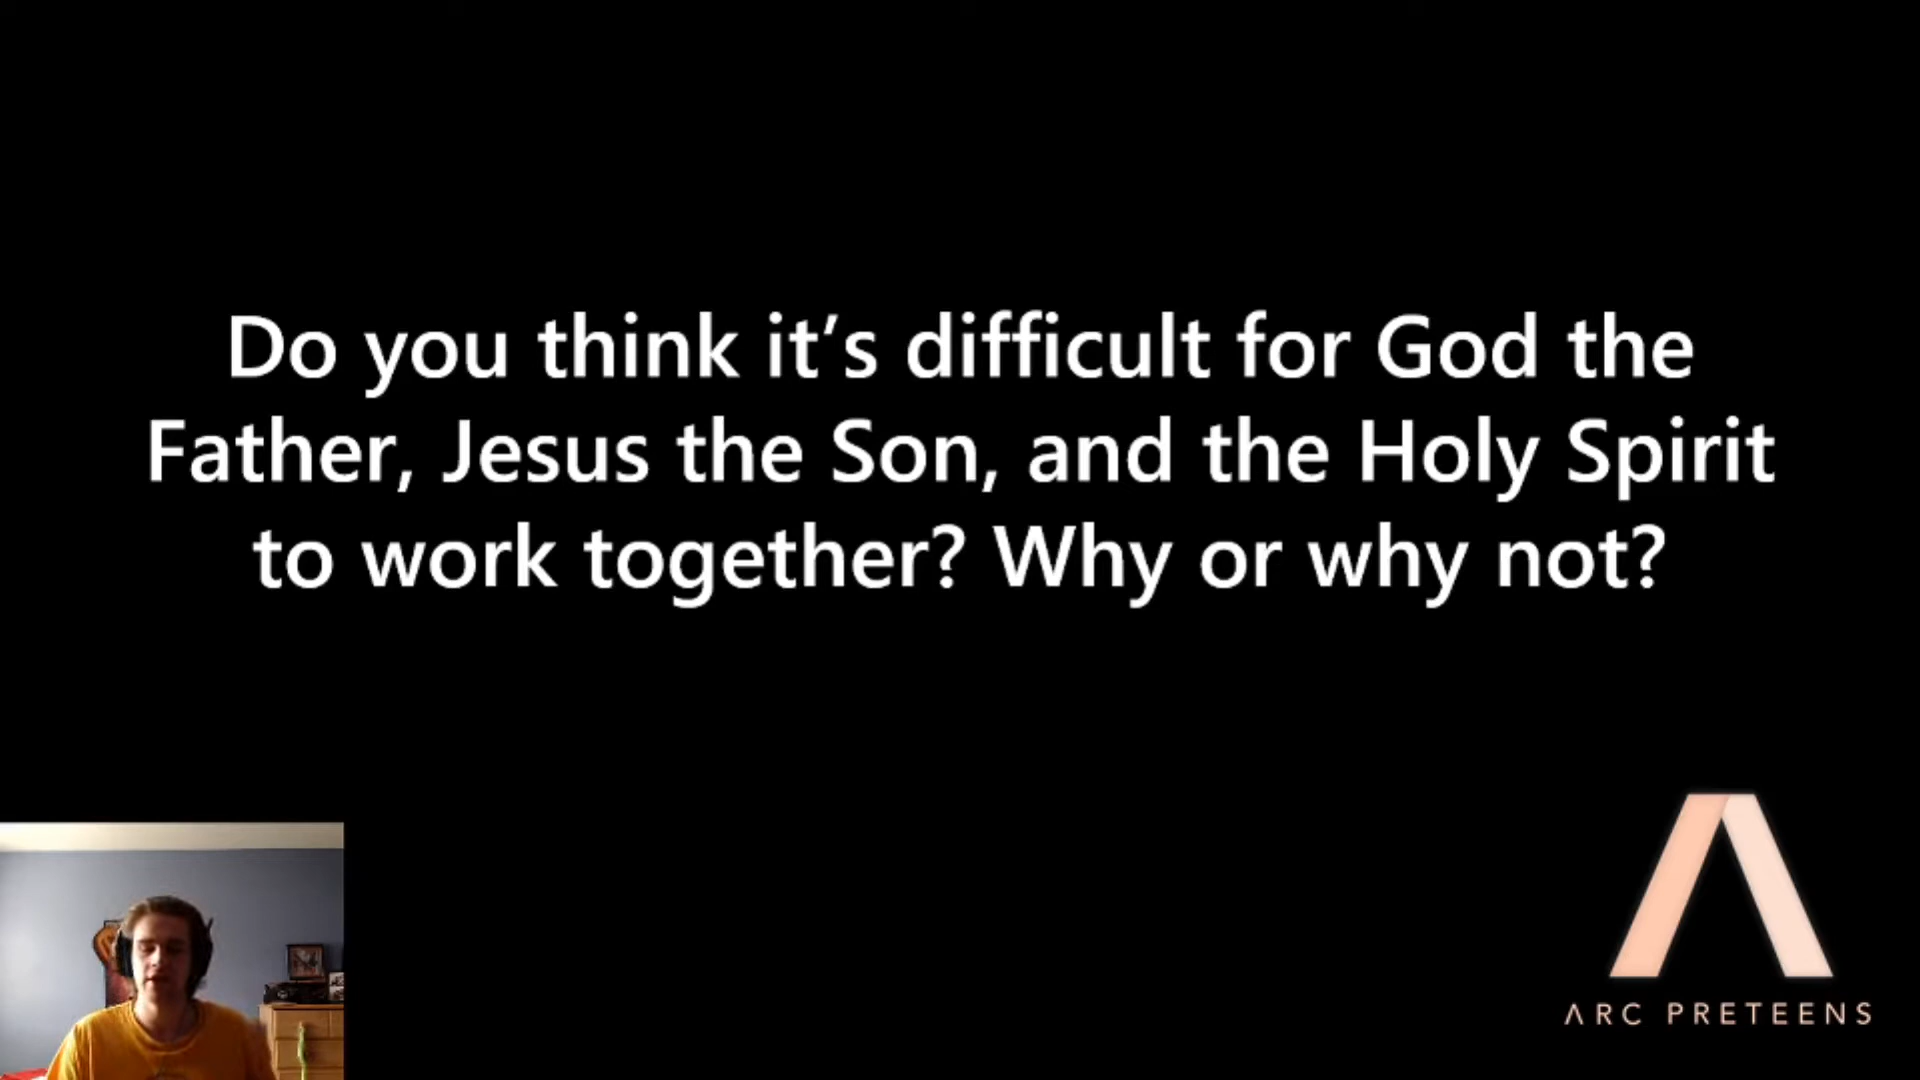 Do you think it’s difficult for God the
Father, Jesus the Son, and the Holy Spirit
to work together? Why or why not?
ARC PRETEENS